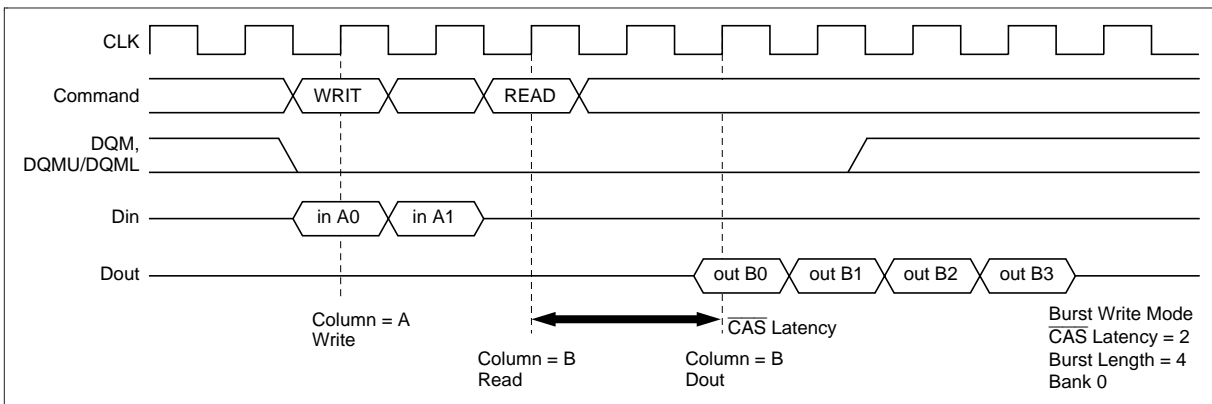 CLK
Command
WRIT
READ
DQM,
DQMU/DQML
Din
in A0
in A1
Dout
out B0
out B1
out B2
out B3
Column = A
Write
CAS Latency
Column = B
Read
Column = B
Dout
Burst Write Mode
CAS Latency = 2
Burst Length = 4
Bank 0